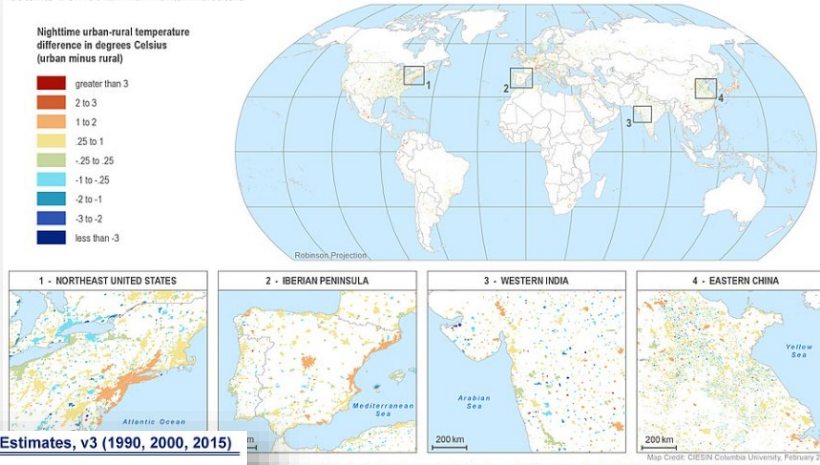 Nighttime urban-rural temperature
difference in degrees Celsius
(urban minus rural)
greater than 3
2 to 3
1 to 2
.25 to 1
-.25 to .25
-1 to -.25
-2 to -1
-3 to -2
less than -3
1
2
3
4
Robinson Projection
1 - NORTHEAST UNITED STATES
2 - IBERIAN PENINSULA
3 - WESTERN INDIA
4 - EASTERN CHINA
Atlantic Ocean
Mediterranean
Sea
Arabian
Sea
200 km
Yellow
Sea
200 km
Estimates, v3 (1990, 2000, 2015)
m
Map Credit: CIESIN Columbia University, February 2